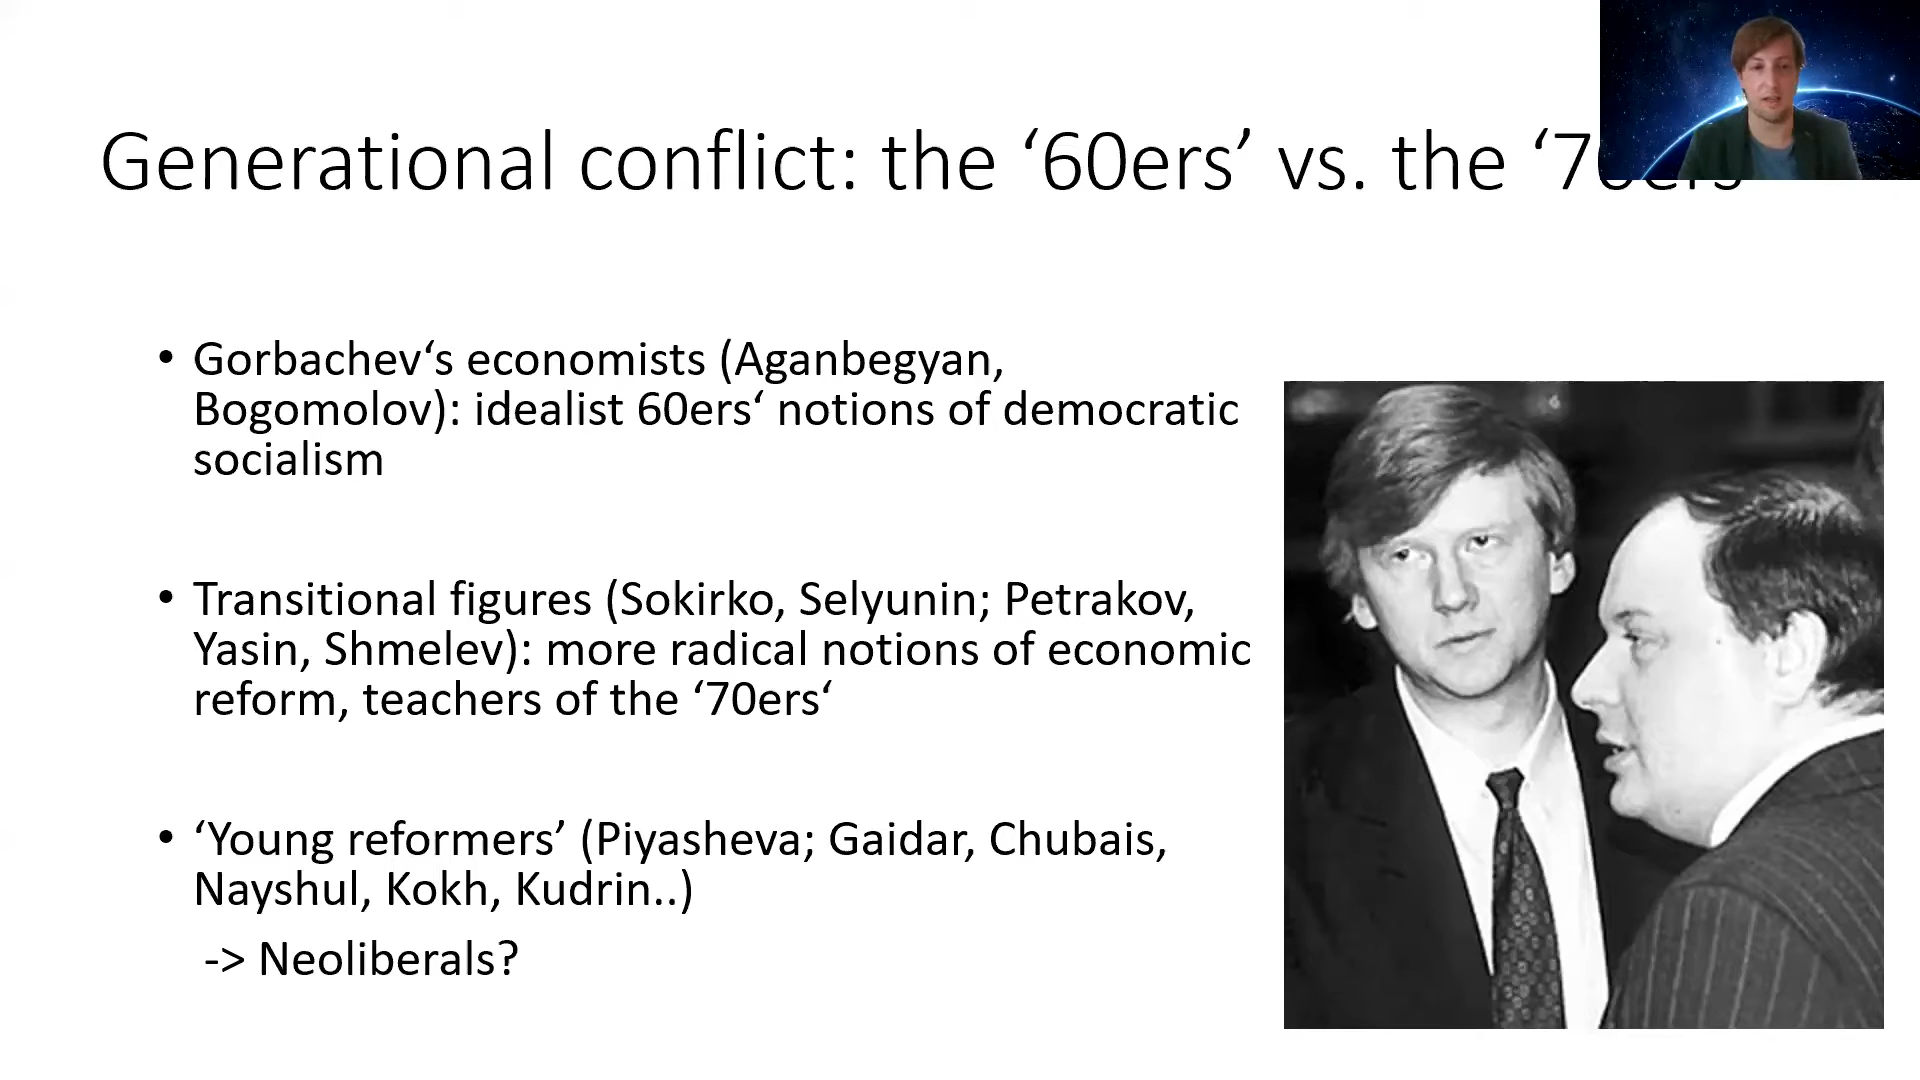 Generational conflict: the ‘60ers’ vs. the ‘70ers
• Gorbachev‘s economists (Aganbegyan,
Bogomolov): idealist 60ers‘ notions of democratic
socialism
• Transitional figures (Sokirko, Selyunin; Petrakov,
Yasin, Shmelev): more radical notions of economic
reform, teachers of the ‘70ers‘
• ‘Young reformers’ (Piyasheva; Gaidar, Chubais,
Nayshul, Kokh, Kudrin..)
-> Neoliberals?